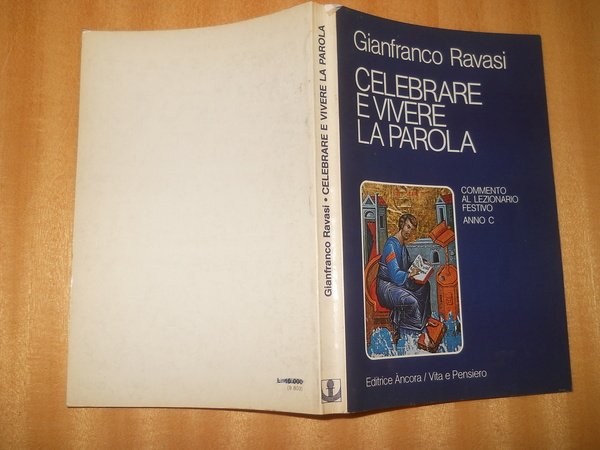 Gianfranco Ravasi
CELEBRARE
E VIVERE
LA PAROLA
COMMENTO
AL LEZIONARIO
FESTIVO
ANNO C
Editrice Àncora / Vita e Pensiero
Gianfranco Ravasi • CELEBRARE E VIVERE LA PAROLA